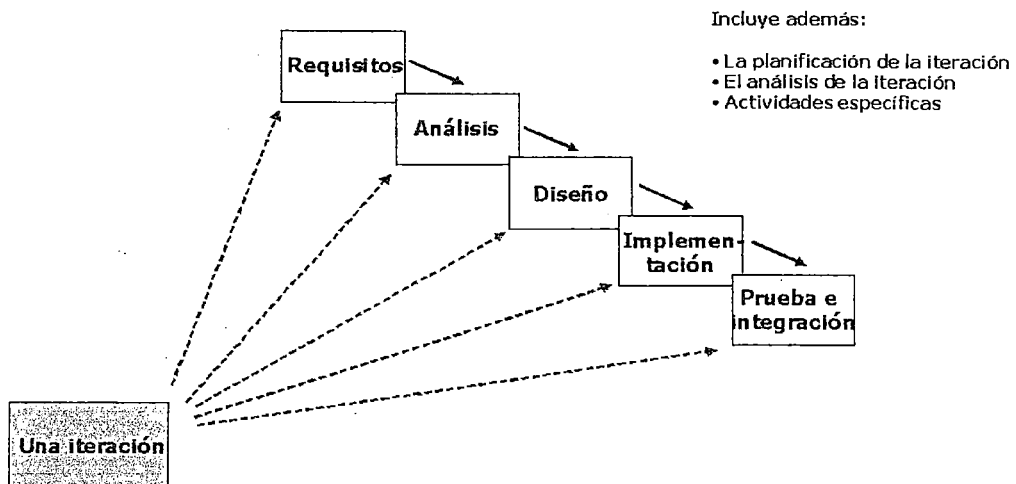 Incluye además:
• La planificación de la iteración
• El análisis de la iteración
• Actividades específicas
Requisitos
Análisis
Diseño
Implemen-
tación
Prueba e
integración
Una iteración